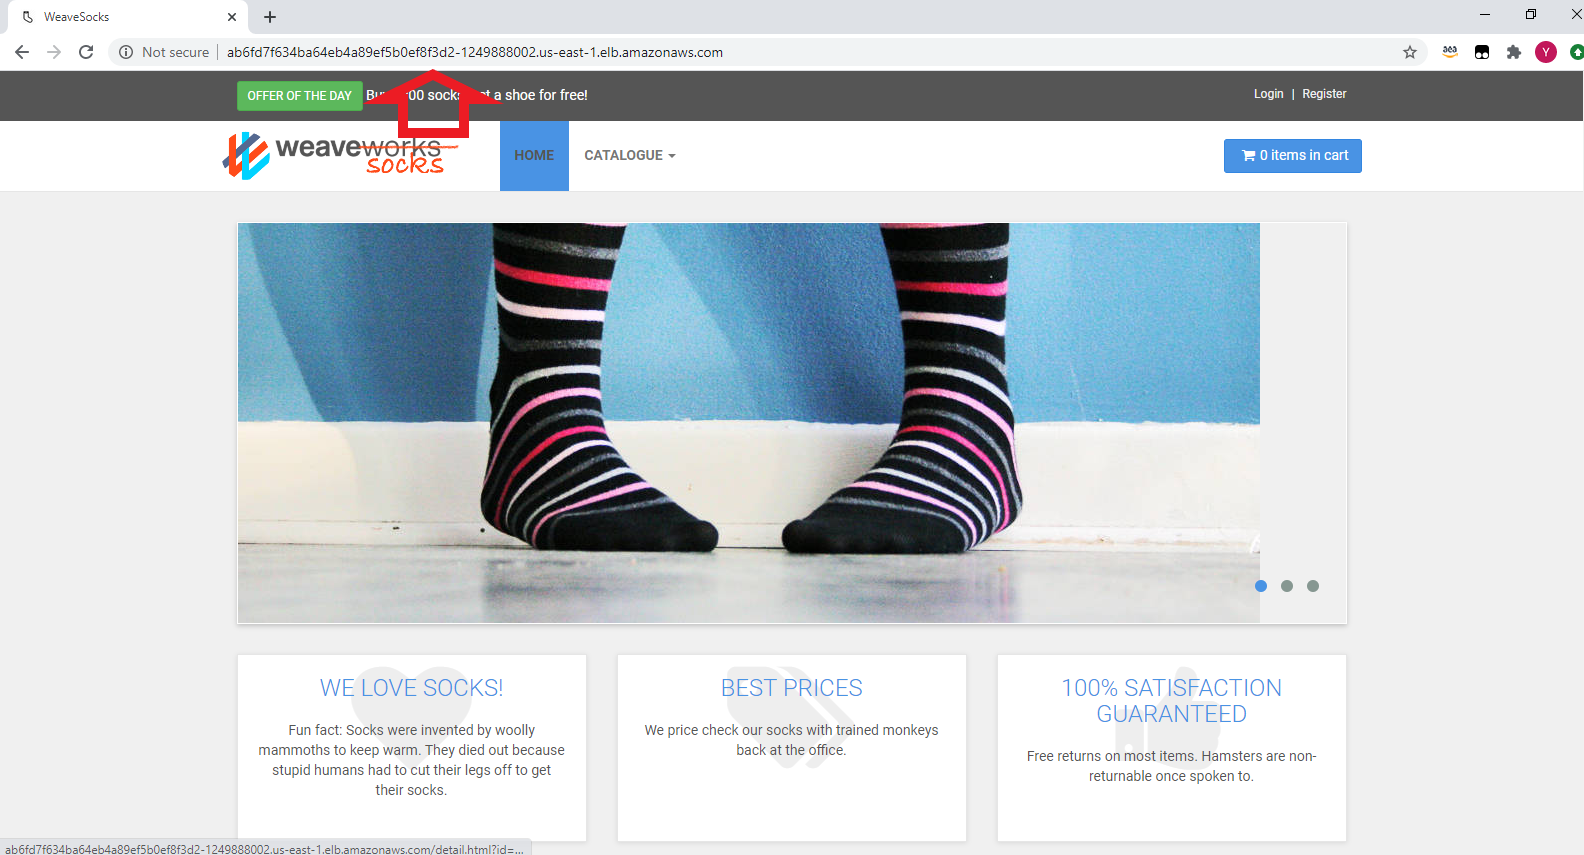 WeaveSocks
Not secure
ab6fd7f634ba64eb4a89ef5b0ef8f3d2-1249888002.us-east-1.elb.amazonaws.com
Y
OFFER OF THE DAY
00 socks a shoe for free!
Login | Register
weaveworks
socks
HOME
CATALOGUE
0 items in cart
WE LOVE SOCKS!
Fun fact: Socks were invented by woolly
mammoths to keep warm. They died out because
stupid humans had to cut their legs off to get
their socks.
BEST PRICES
We price check our socks with trained monkeys
back at the office.
100% SATISFACTION
GUARANTEED
Free returns on most items. Hamsters are non-
returnable once spoken to.
ab6fd7f634ba64eb4a89ef5b0ef8f3d2-1249888002.us-east-1.elb.amazonaws.com/detail.html?id=...